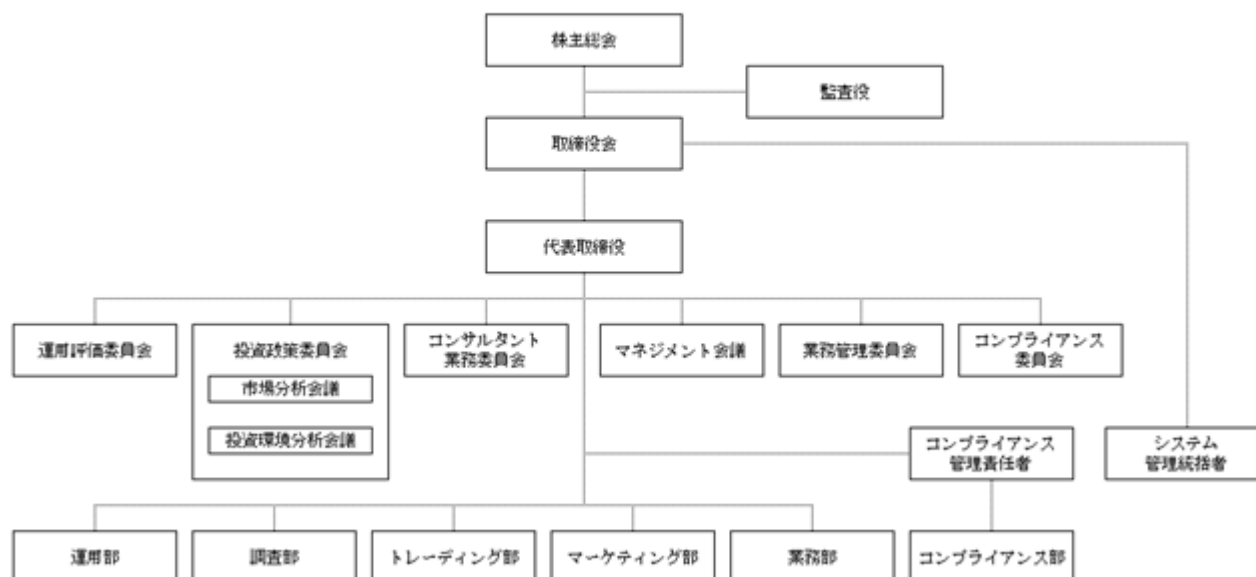 株主総会
監査役
取締役会
代表取締役
運用評価委員会
投資政策委員会
市場分析会議
投資環境分析会議
コンサルタント
業務委員会
マネジメント会議
業務管理委員会
コンプライアンス
委員会
コンプライアンス
管理責任者
システム
管理統括者
運用部
調査部
トレーディング部
マーケティング部
業務部
コンプライアンス部